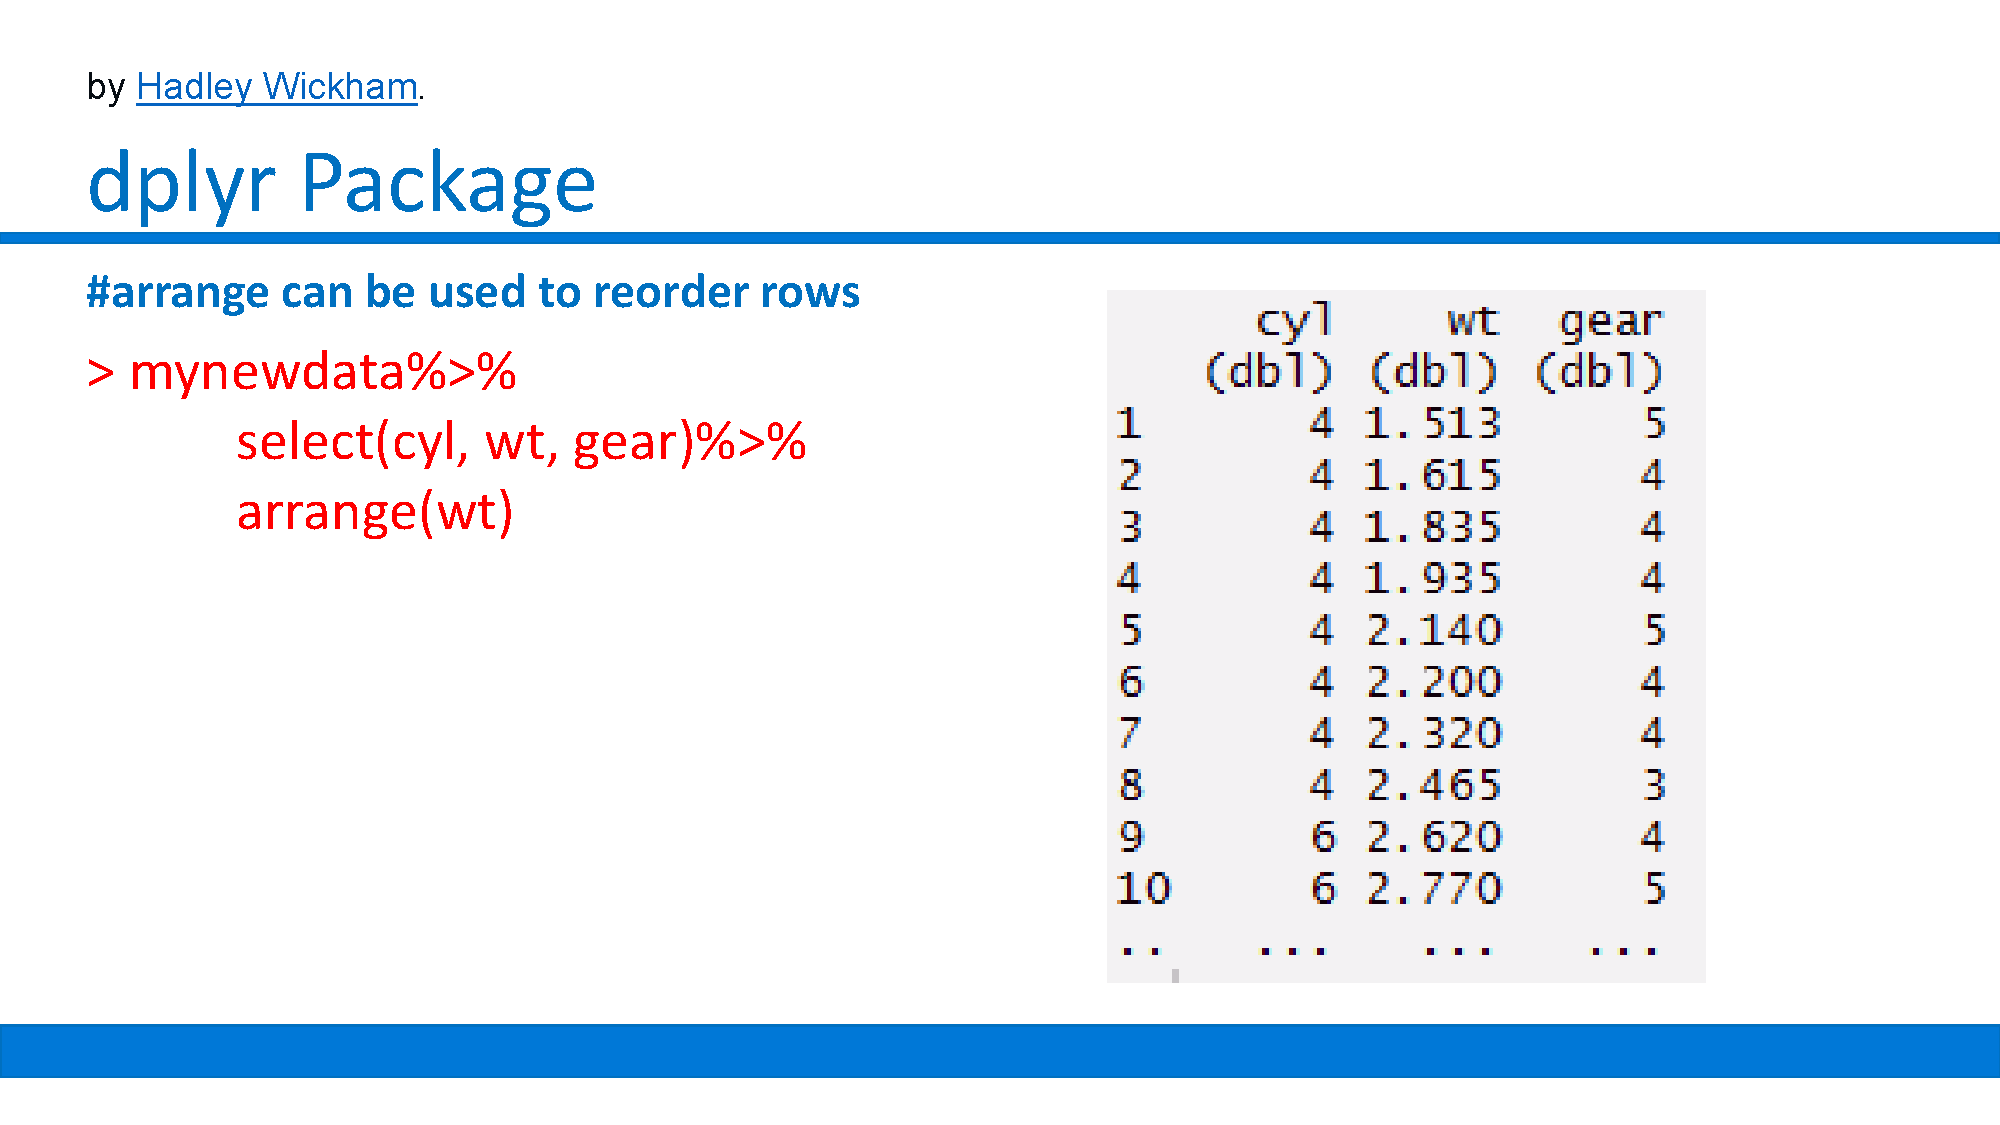 by Hadley Wickham.
dplyr Package
#arrange can be used to reorder rows
> mynewdata%>%
select(cyl, wt, gear)%>%
arrange(wt)
cyl wt gear
(dbl) (dbl) (dbl)
1 4 1.513 5
2 4 1.615 4
3 4 1.835 4
4 4 1.935 4
5 4 2.140 5
6 4 2.200 4
7 4 2.320 4
8 4 2.465 3
9 6 2.620 4
10 6 2.770 5
.. ... ... ...